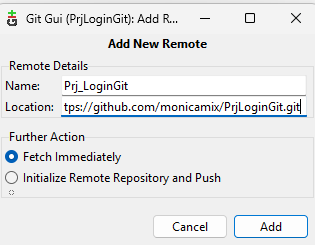 Git Gui (PrjLoginGit): Add R...
Add New Remote
Remote Details
Name: Prj_LoginGit
Location: tps://github.com/monicamix/PrjLoginGit.git
Further Action
Fetch Immediately
Initialize Remote Repository and Push
Cancel Add